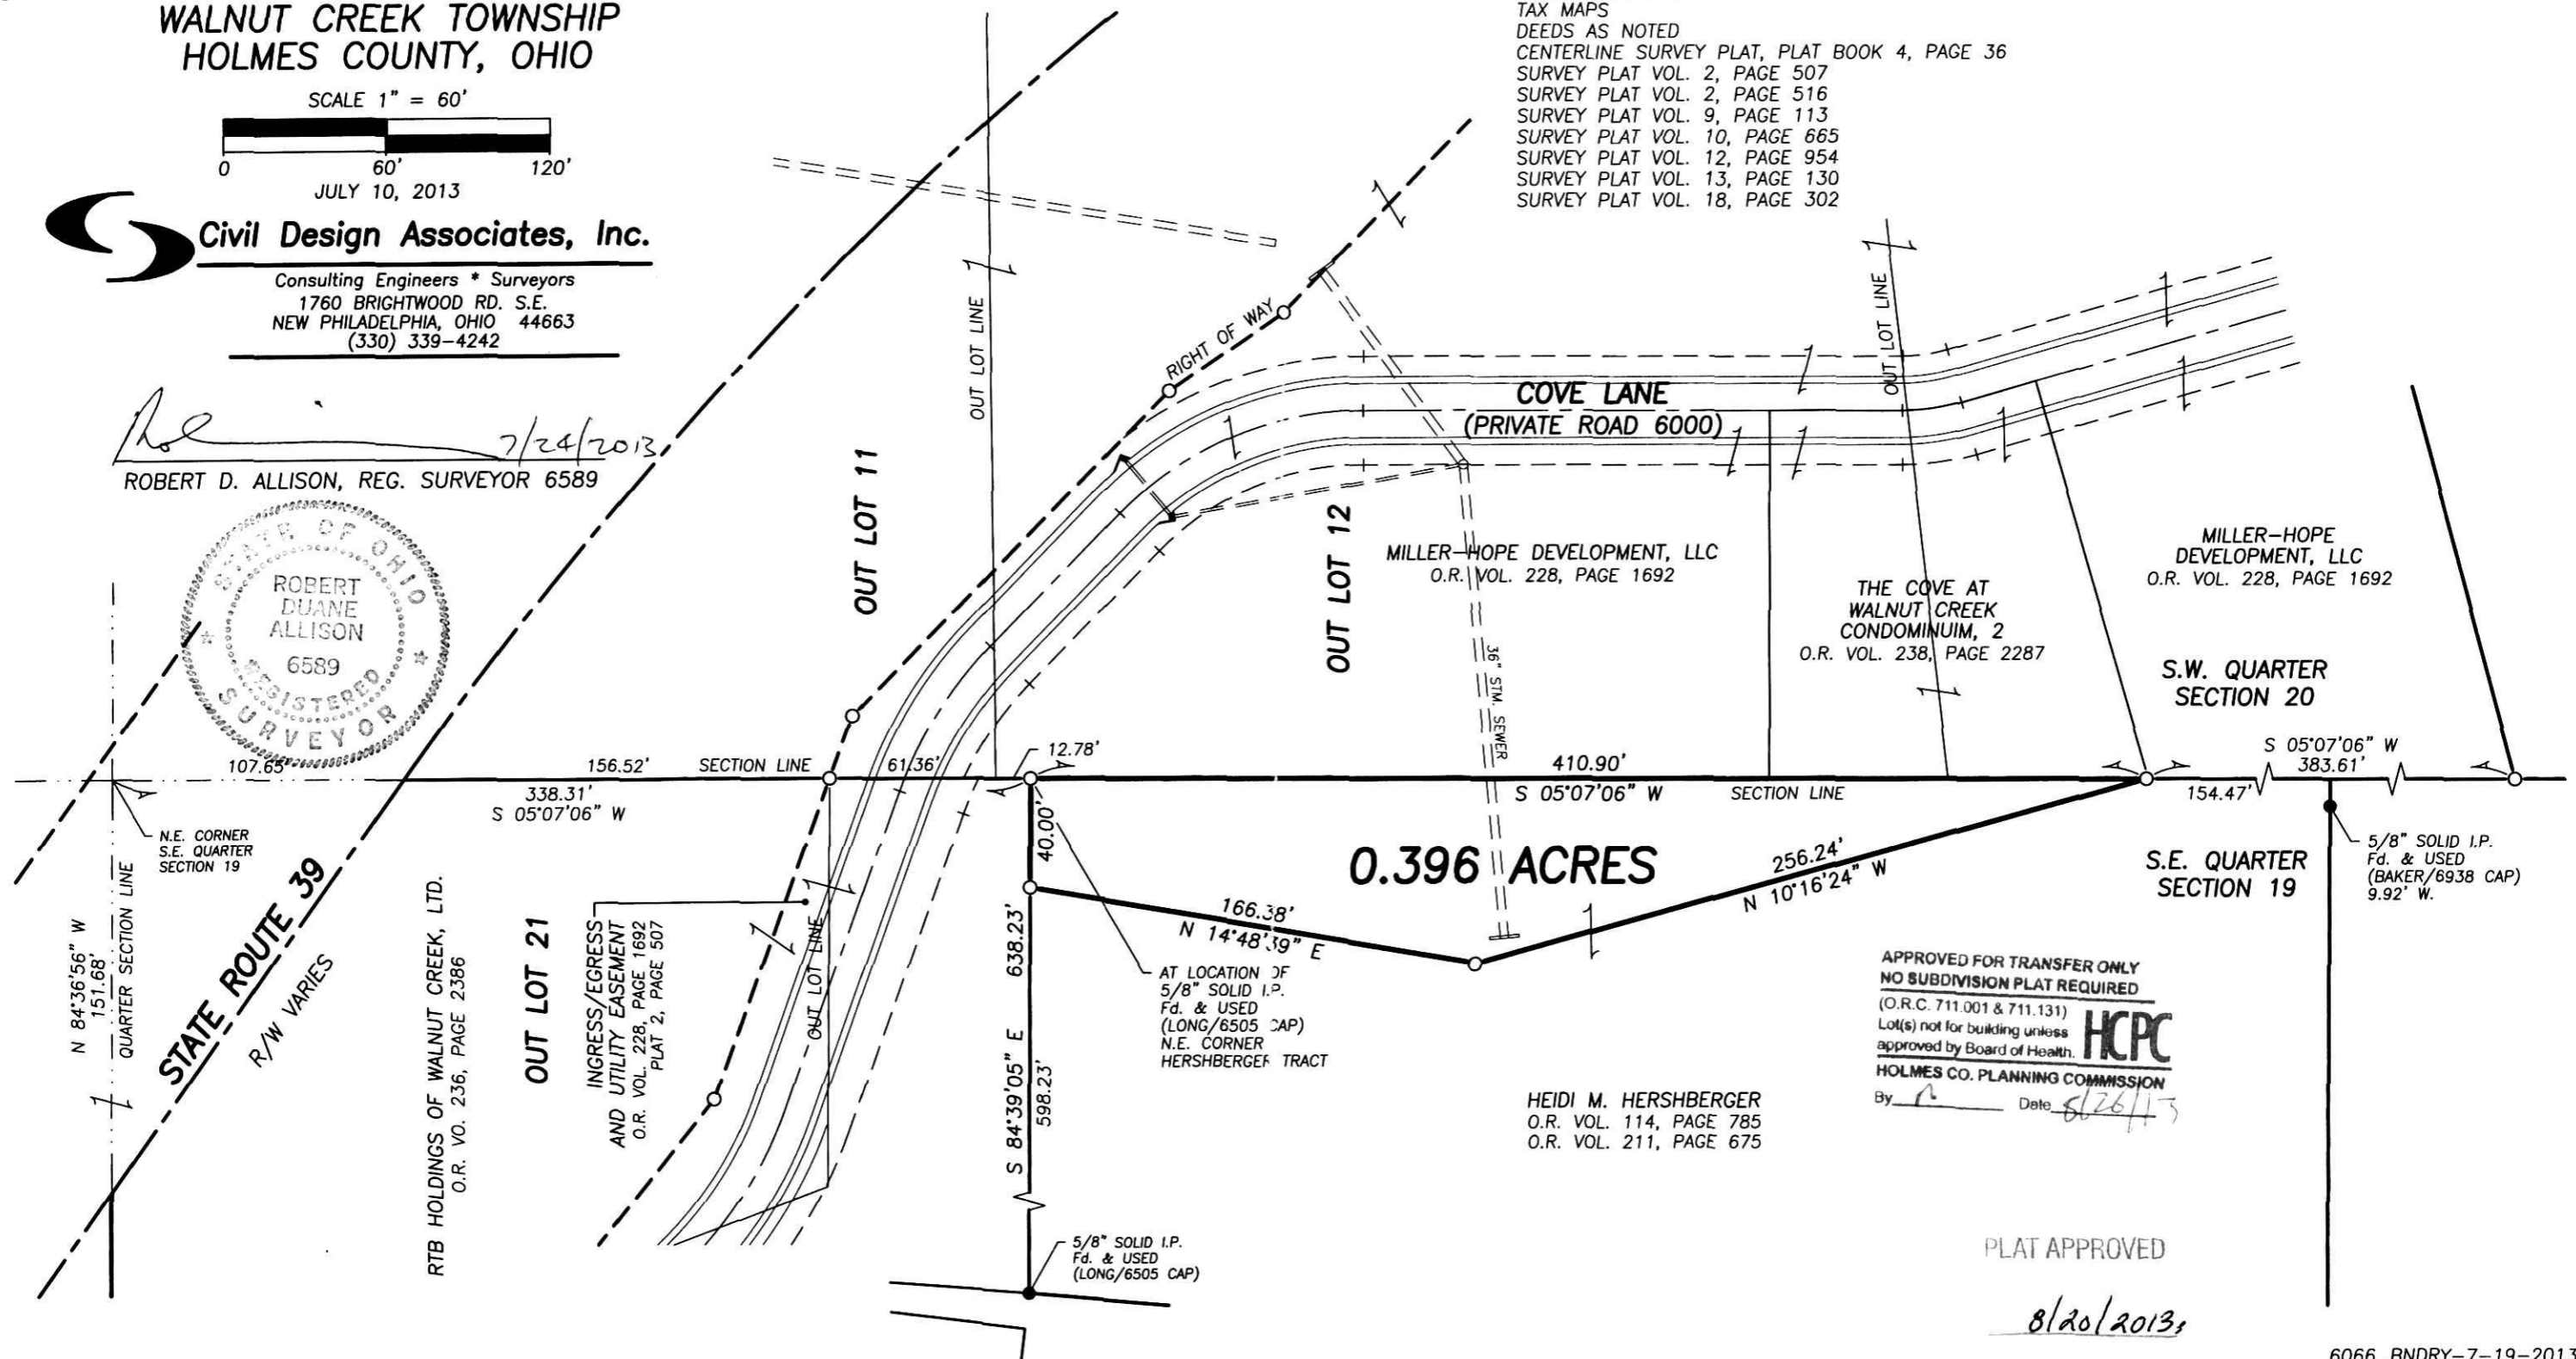 WALNUT CREEK TOWNSHIP
HOLMES COUNTY, OHIO
SCALE 1" = 60'
0 60' 120'
JULY 10, 2013
Civil Design Associates, Inc.
Consulting Engineers * Surveyors
1760 BRIGHTWOOD RD. S.E.
NEW PHILADELPHIA, OHIO 44663
(330) 339-4242
7/24/2013
ROBERT D. ALLISON, REG. SURVEYOR 6589
STATE OF OHIO
ROBERT
DUANE
ALLISON
6589
REGISTERED
SURVEYOR
TAX MAPS
DEEDS AS NOTED
CENTERLINE SURVEY PLAT, PLAT BOOK 4, PAGE 36
SURVEY PLAT VOL. 2, PAGE 507
SURVEY PLAT VOL. 2, PAGE 516
SURVEY PLAT VOL. 9, PAGE 113
SURVEY PLAT VOL. 10, PAGE 665
SURVEY PLAT VOL. 12, PAGE 954
SURVEY PLAT VOL. 13, PAGE 130
SURVEY PLAT VOL. 18, PAGE 302
OUT LOT LINE
RIGHT OF WAY
OUT LOT LINE
COVE LANE
(PRIVATE ROAD 6000)
OUT LOT 11
OUT LOT 12
MILLER-HOPE DEVELOPMENT, LLC
O.R. VOL. 228, PAGE 1692
THE COVE AT
WALNUT CREEK
CONDOMINUIM, 2
O.R. VOL. 238, PAGE 2287
MILLER-HOPE
DEVELOPMENT, LLC
O.R. VOL. 228, PAGE 1692
S.W. QUARTER
SECTION 20
36" STM. SEWER
107.65'
156.52'
SECTION LINE
61.36'
12.78'
410.90'
S 05°07'06" W
383.61'
338.31'
S 05°07'06" W
S 05°07'06" W
SECTION LINE
154.47'
N.E. CORNER
S.E. QUARTER
SECTION 19
N 84°36'56" W
151.68'
QUARTER SECTION LINE
STATE ROUTE 39
R/W VARIES
RTB HOLDINGS OF WALNUT CREEK, LTD.
O.R. VO. 236, PAGE 2386
OUT LOT 21
INGRESS/EGRESS
AND UTILITY EASEMENT
O.R. VOL. 228, PAGE 1692
PLAT 2, PAGE 507
OUT LOT LINE
40.00'
638.23'
S 84°39'05" E
598.23'
0.396 ACRES
166.38'
N 14°48'39" E
256.24'
N 10°16'24" W
AT LOCATION OF
5/8" SOLID I.P.
Fd. & USED
(LONG/6505 CAP)
N.E. CORNER
HERSHBERGER TRACT
S.E. QUARTER
SECTION 19
5/8" SOLID I.P.
Fd. & USED
(BAKER/6938 CAP)
9.92' W.
APPROVED FOR TRANSFER ONLY
NO SUBDIVISION PLAT REQUIRED
(O.R.C. 711.001 & 711.131)
Lot(s) not for building unless
approved by Board of Health.
HCPC
HOLMES CO. PLANNING COMMISSION
By Date 8/26/13
HEIDI M. HERSHBERGER
O.R. VOL. 114, PAGE 785
O.R. VOL. 211, PAGE 675
5/8" SOLID I.P.
Fd. & USED
(LONG/6505 CAP)
PLAT APPROVED
8/20/2013
6066 BNDRY-7-19-2013